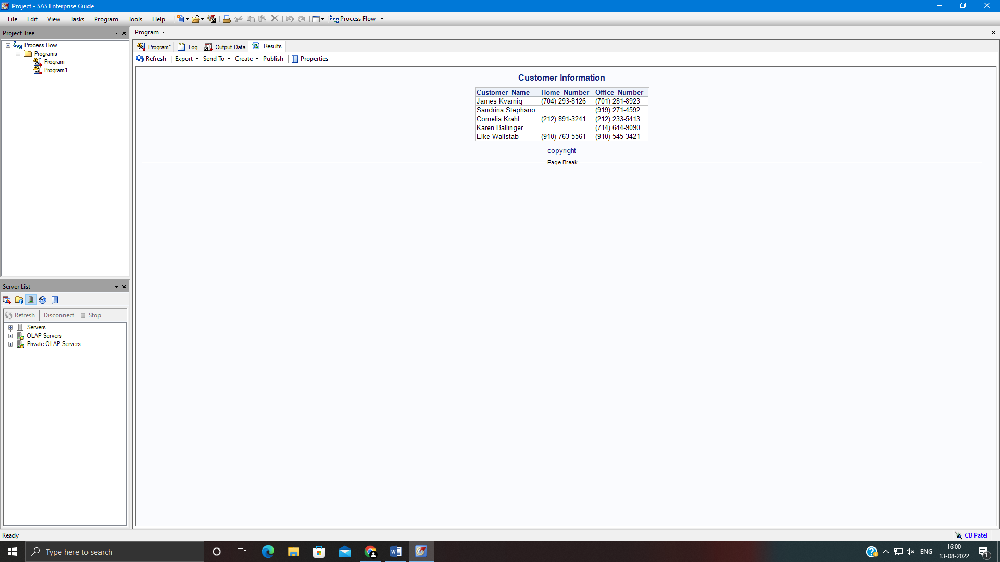 Project - SAS Enterprise Guide
File Edit View Tasks Program Tools Help Process Flow
Project Tree
Process Flow
Programs
Program
Program1
Program
Program* Log Output Data Results
Refresh Export Send To Create Publish Properties
Customer Information
Customer_Name Home_Number Office_Number
James Kvarniq (704) 293-8126 (701) 281-8923
Sandrina Stephano (919) 271-4592
Cornelia Krahl (212) 891-3241 (212) 233-5413
Karen Ballinger (714) 644-9090
Elke Wallstab (910) 763-5561 (910) 545-3421
copyright
Page Break
Server List
Refresh Disconnect Stop
Servers
OLAP Servers
Private OLAP Servers
Ready
CB Patel
Type here to search
ENG
16:00
13-08-2022
1